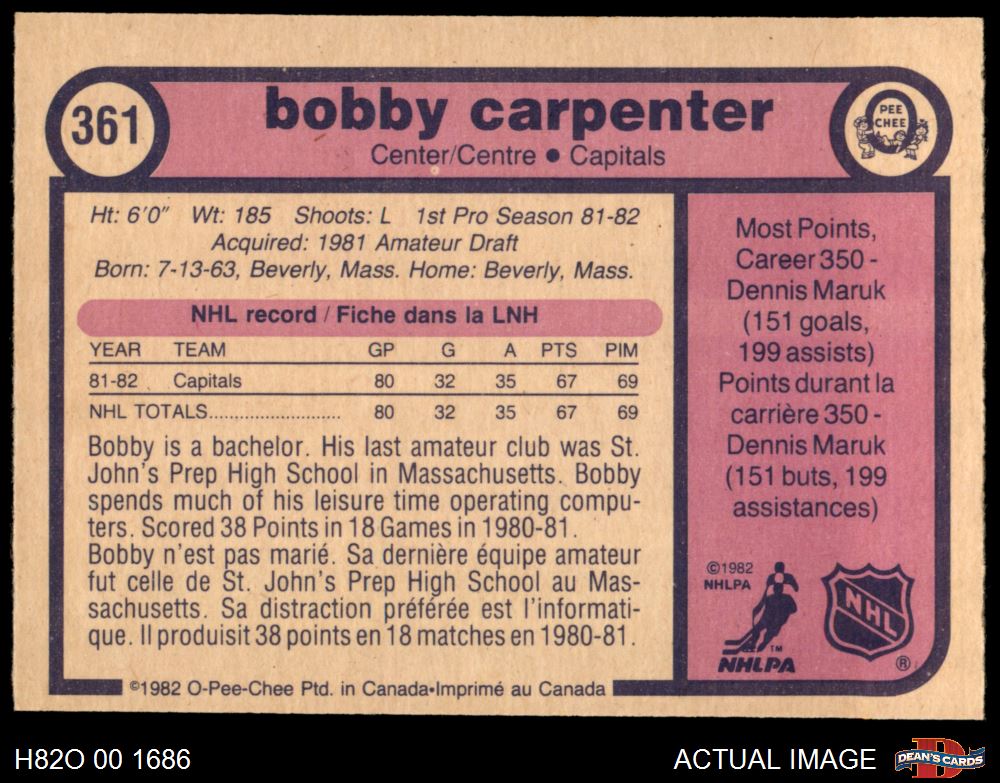 361
bobby carpenter
Center/Centre • Capitals
PEE
CHEE
Ht: 6'0" Wt: 185 Shoots: L 1st Pro Season 81-82
Acquired: 1981 Amateur Draft
Born: 7-13-63, Beverly, Mass. Home: Beverly, Mass.
NHL record / Fiche dans la LNH
YEAR TEAM GP G A PTS PIM
81-82 Capitals 80 32 35 67 69
NHL TOTALS............................ 80 32 35 67 69
Bobby is a bachelor. His last amateur club was St.
John's Prep High School in Massachusetts. Bobby
spends much of his leisure time operating compu-
ters. Scored 38 Points in 18 Games in 1980-81.
Bobby n'est pas marié. Sa dernière équipe amateur
fut celle de St. John's Prep High School au Mas-
sachusetts. Sa distraction préférée est l'informati-
que. Il produisit 38 points en 18 matches en 1980-81.
Most Points,
Career 350 -
Dennis Maruk
(151 goals,
199 assists)
Points durant la
carrière 350 -
Dennis Maruk
(151 buts, 199
assistances)
©1982
NHLPA
TM
NHLPA
NHL
®
©1982 O-Pee-Chee Ptd. in Canada•Imprimé au Canada
H82O 00 1686
ACTUAL IMAGE
D
DEAN'S CARDS